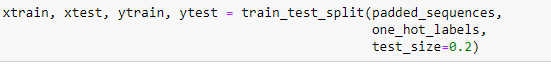 xtrain, xtest, ytrain, ytest = train_test_split(padded_sequences,
one_hot_labels,
test_size=0.2)